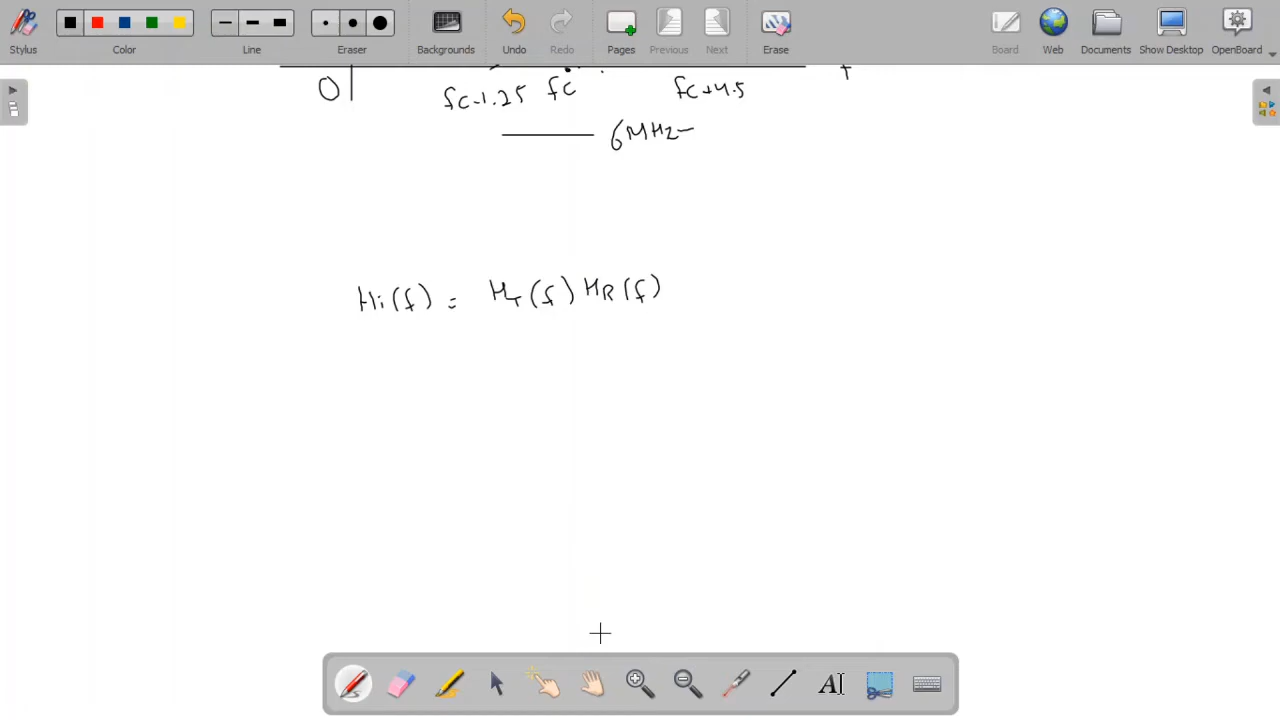 Stylus Color Line Eraser Backgrounds Undo Redo Pages Previous Next Erase Board Web Documents Show Desktop OpenBoard
0 fc-1.25 fc fc+4.5
6MHz
Hi(f) = HT(f) HR(f)